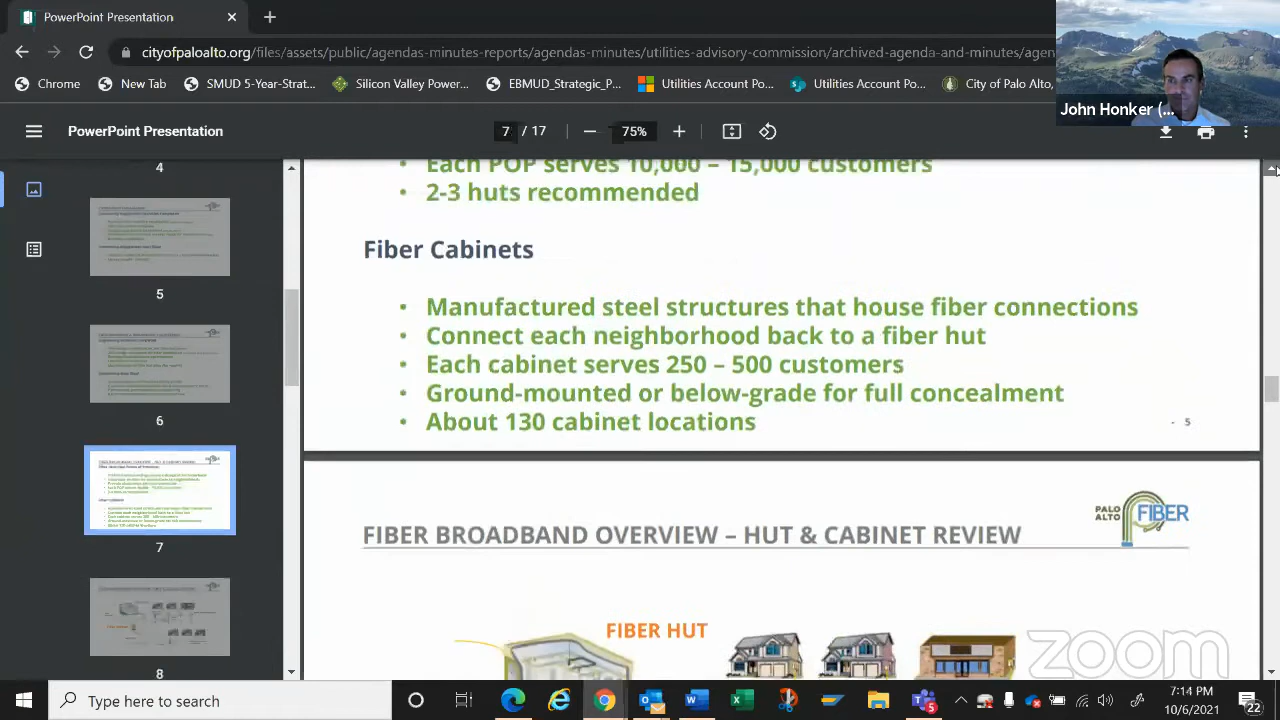 PowerPoint Presentation
cityofpaloalto.org/files/assets/public/agendas-minutes-reports/agendas-minutes/utilities-advisory-commission/archived-agenda-and-minutes/agen
Chrome
New Tab
SMUD 5-Year-Strat...
Silicon Valley Power...
EBMUD_Strategic_P...
Utilities Account Po...
Utilities Account Po...
City of Palo Alto,
John Honker (...
PowerPoint Presentation
7 / 17
75%
4
5
6
7
8
• Each POP serves 10,000 – 15,000 customers
• 2-3 huts recommended
Fiber Cabinets
• Manufactured steel structures that house fiber connections
• Connect each neighborhood back to a fiber hut
• Each cabinet serves 250 – 500 customers
• Ground-mounted or below-grade for full concealment
• About 130 cabinet locations
- 5
PALO ALTO FIBER
FIBER BROADBAND OVERVIEW – HUT & CABINET REVIEW
FIBER HUT
zoom
Type here to search
5
7:14 PM
10/6/2021
22